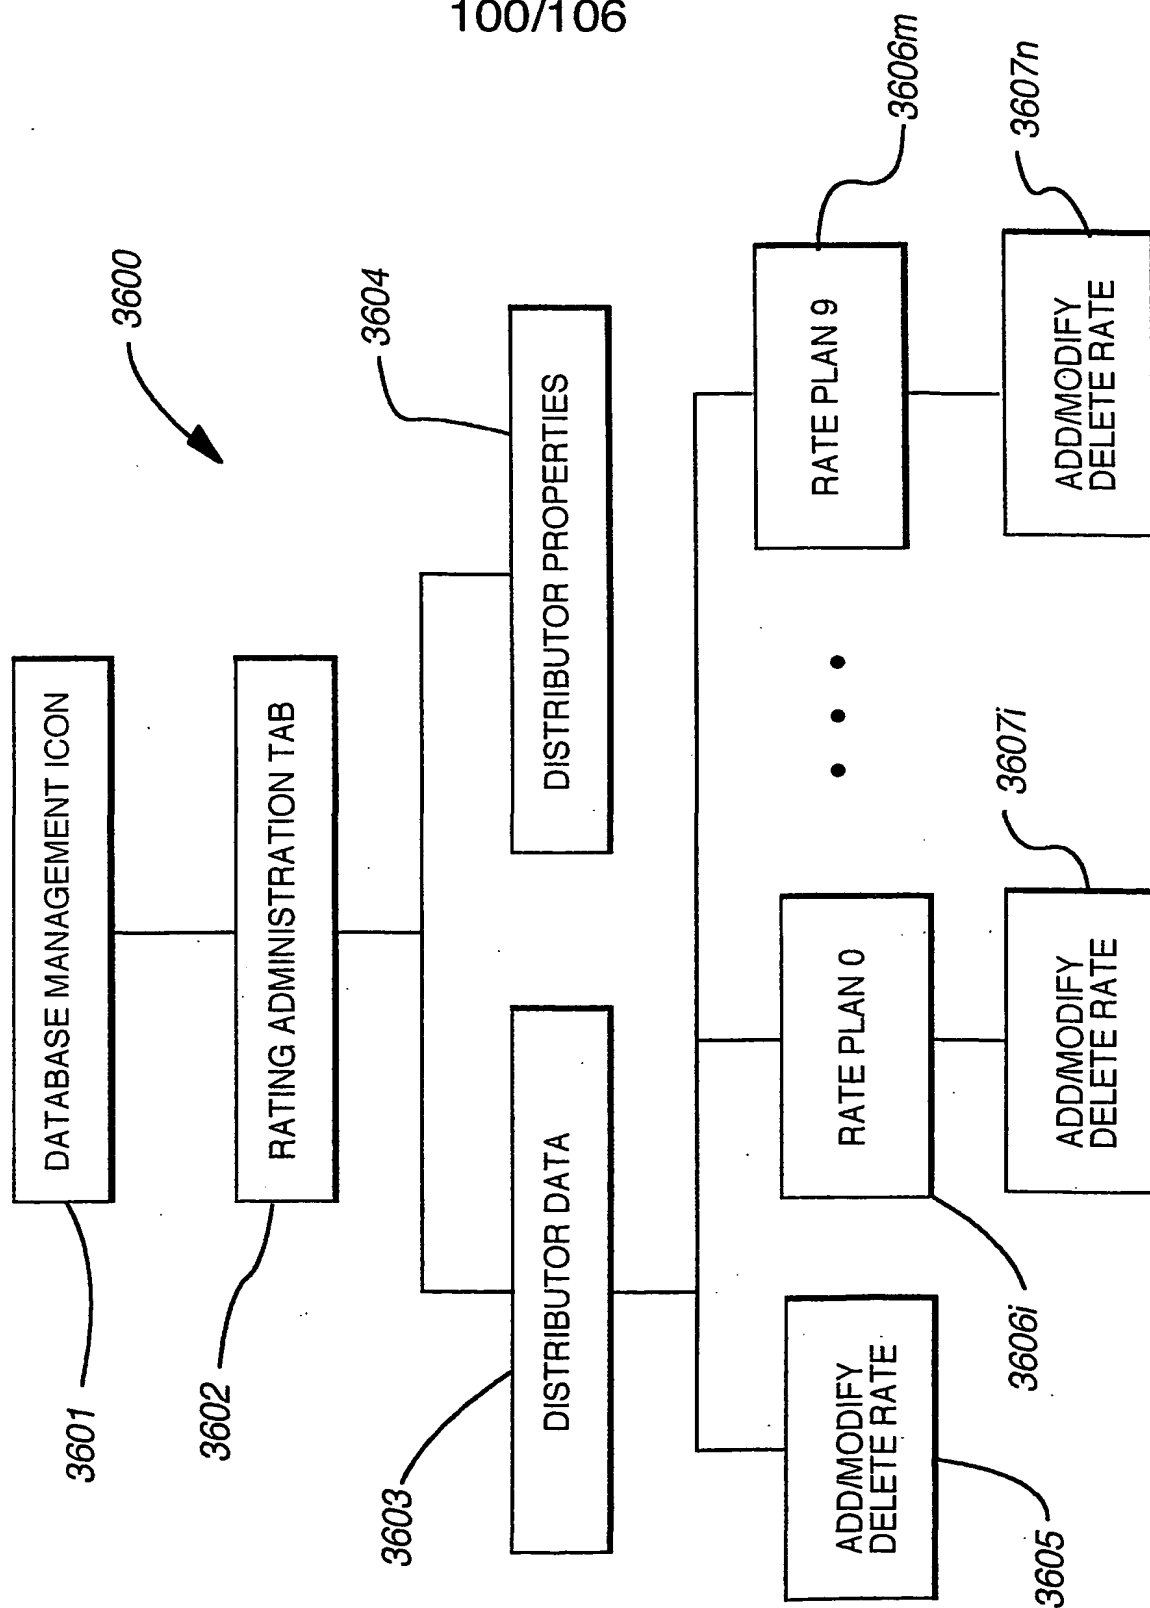 100/106
3600
3601
DATABASE MANAGEMENT ICON
3602
RATING ADMINISTRATION TAB
3603
DISTRIBUTOR DATA
3604
DISTRIBUTOR PROPERTIES
3605
ADD/MODIFY
DELETE RATE
3606i
RATE PLAN 0
3606m
RATE PLAN 9
3607i
ADD/MODIFY
DELETE RATE
3607n
ADD/MODIFY
DELETE RATE